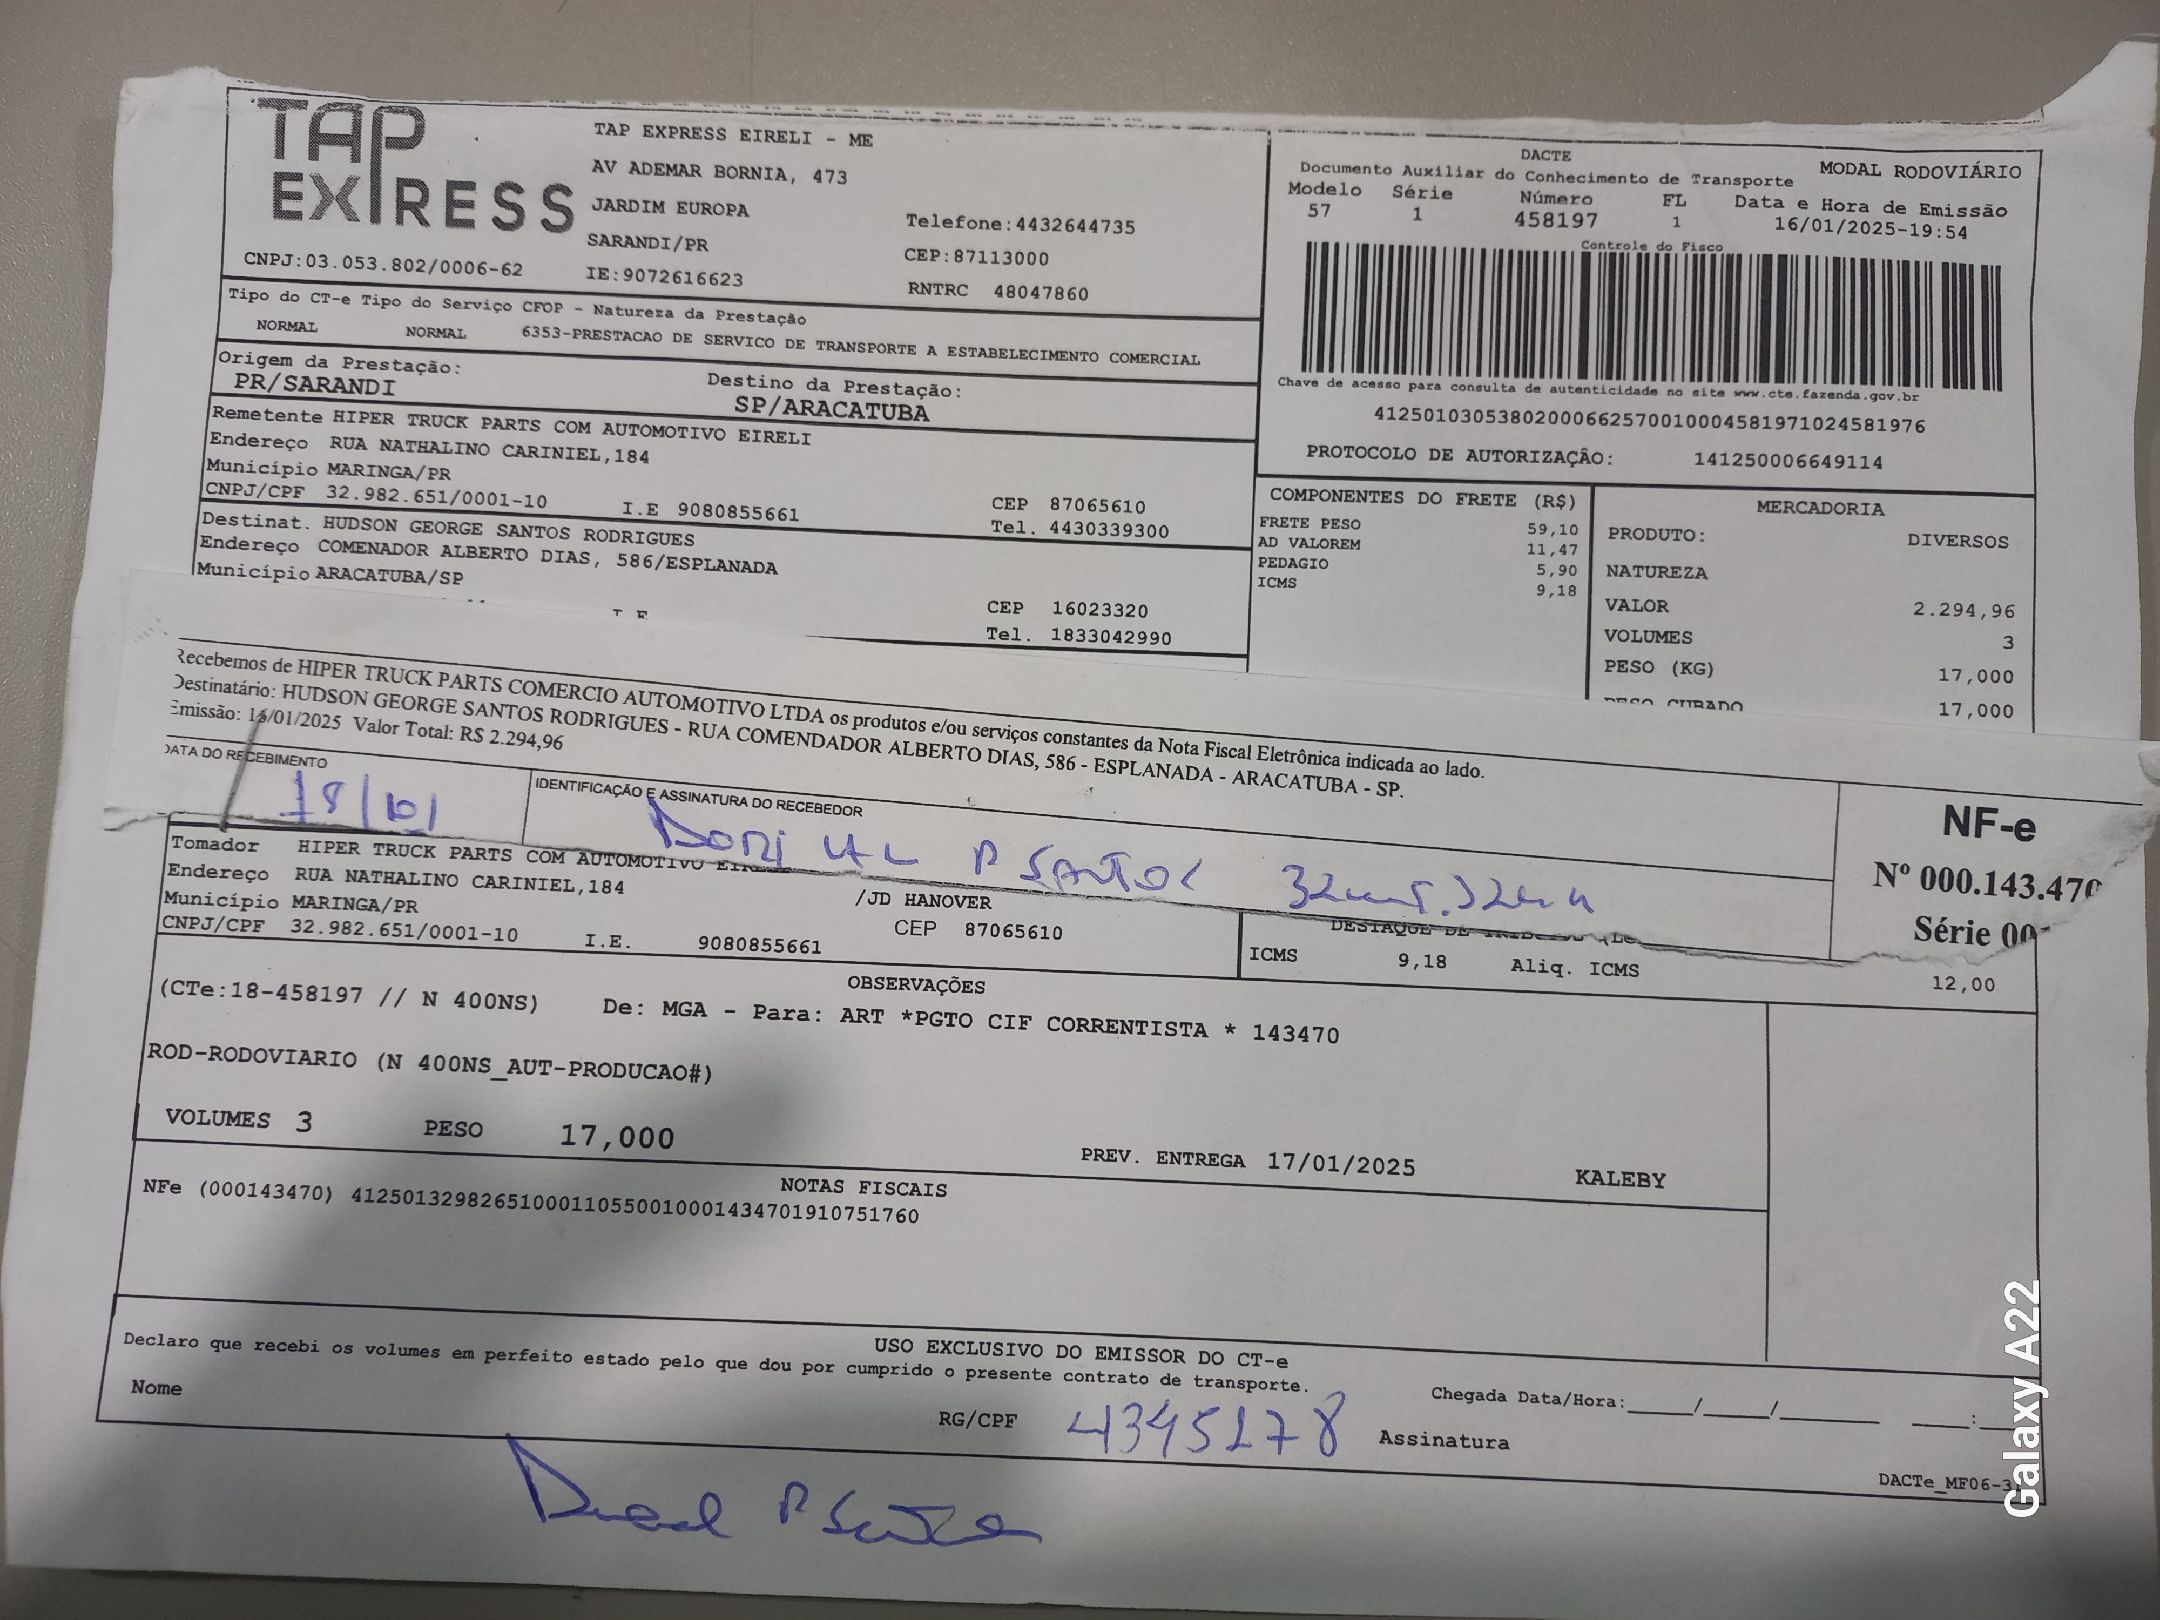 TAP EXPRESS
TAP EXPRESS EIRELI - ME
AV ADEMAR BORNIA, 473
JARDIM EUROPA
SARANDI/PR
CNPJ:03.053.802/0006-62
IE:9072616623
Telefone:4432644735
CEP:87113000
RNTRC 48047860
DACTE
Documento Auxiliar do Conhecimento de Transporte
MODAL RODOVIÁRIO
Modelo Série Número FL Data e Hora de Emissão
57 1 458197 1 16/01/2025-19:54
Controle do Fisco
Chave de acesso para consulta de autenticidade no site www.cte.fazenda.gov.br
41250103053802000662570010004581971024581976
PROTOCOLO DE AUTORIZAÇÃO: 141250006649114
Tipo do CT-e Tipo do Serviço CFOP - Natureza da Prestação
NORMAL NORMAL 6353-PRESTACAO DE SERVICO DE TRANSPORTE A ESTABELECIMENTO COMERCIAL
Origem da Prestação: Destino da Prestação:
PR/SARANDI SP/ARACATUBA
Remetente HIPER TRUCK PARTS COM AUTOMOTIVO EIRELI
Endereço RUA NATHALINO CARINIEL,184
Município MARINGA/PR CEP 87065610
CNPJ/CPF 32.982.651/0001-10 I.E 9080855661 Tel. 4430339300
Destinat. HUDSON GEORGE SANTOS RODRIGUES
Endereço COMENADOR ALBERTO DIAS, 586/ESPLANADA
Município ARACATUBA/SP CEP 16023320
Tel. 1833042990
COMPONENTES DO FRETE (R$)
FRETE PESO 59,10
AD VALOREM 11,47
PEDAGIO 5,90
ICMS 9,18
MERCADORIA
PRODUTO: DIVERSOS
NATUREZA
VALOR 2.294,96
VOLUMES 3
PESO (KG) 17,000
PESO CUBADO 17,000
Recebemos de HIPER TRUCK PARTS COMERCIO AUTOMOTIVO LTDA os produtos e/ou serviços constantes da Nota Fiscal Eletrônica indicada ao lado.
Destinatário: HUDSON GEORGE SANTOS RODRIGUES - RUA COMENDADOR ALBERTO DIAS, 586 - ESPLANADA - ARACATUBA - SP.
Emissão: 16/01/2025 Valor Total: R$ 2.294,96
DATA DO RECEBIMENTO
18/01
IDENTIFICAÇÃO E ASSINATURA DO RECEBEDOR
DORIVAL P SANTOS
NF-e
Nº 000.143.470
Série 00
Tomador HIPER TRUCK PARTS COM AUTOMOTIVO
Endereço RUA NATHALINO CARINIEL,184 /JD HANOVER
Município MARINGA/PR CEP 87065610
CNPJ/CPF 32.982.651/0001-10 I.E. 9080855661
DESTAQUE DE
ICMS 9,18 Aliq. ICMS 12,00
OBSERVAÇÕES
(CTe:18-458197 // N 400NS) De: MGA - Para: ART *PGTO CIF CORRENTISTA * 143470
ROD-RODOVIARIO (N 400NS_AUT-PRODUCAO#)
VOLUMES 3 PESO 17,000
PREV. ENTREGA 17/01/2025 KALEBY
NOTAS FISCAIS
NFe (000143470) 41250132982651000110550010001434701910751760
USO EXCLUSIVO DO EMISSOR DO CT-e
Declaro que recebi os volumes em perfeito estado pelo que dou por cumprido o presente contrato de transporte.
Nome
RG/CPF 4345178
Chegada Data/Hora:_____/_____/_______ ___:__
Assinatura
P Santos
DACTe_MF06-3
Galaxy A22